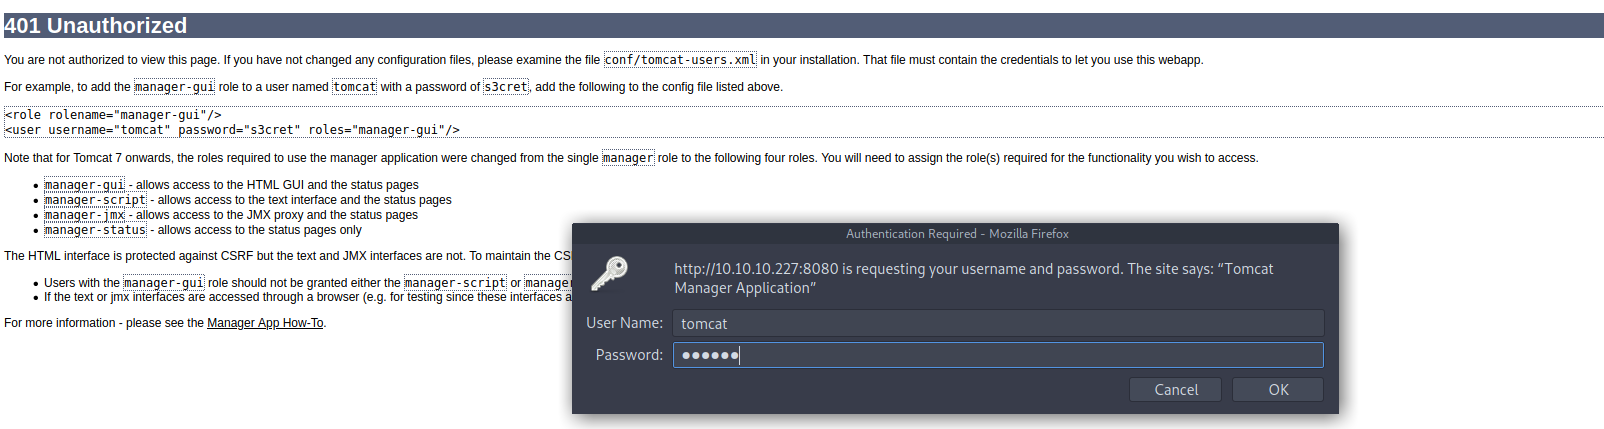 401 Unauthorized
You are not authorized to view this page. If you have not changed any configuration files, please examine the file conf/tomcat-users.xml in your installation. That file must contain the credentials to let you use this webapp.
For example, to add the manager-gui role to a user named tomcat with a password of s3cret, add the following to the config file listed above.
<role rolename="manager-gui"/>
<user username="tomcat" password="s3cret" roles="manager-gui"/>
Note that for Tomcat 7 onwards, the roles required to use the manager application were changed from the single manager role to the following four roles. You will need to assign the role(s) required for the functionality you wish to access.
manager-gui - allows access to the HTML GUI and the status pages
manager-script - allows access to the text interface and the status pages
manager-jmx - allows access to the JMX proxy and the status pages
manager-status - allows access to the status pages only
The HTML interface is protected against CSRF but the text and JMX interfaces are not. To maintain the CS
Users with the manager-gui role should not be granted either the manager-script or manager
If the text or jmx interfaces are accessed through a browser (e.g. for testing since these interfaces a
For more information - please see the Manager App How-To.
Authentication Required - Mozilla Firefox
http://10.10.10.227:8080 is requesting your username and password. The site says: “Tomcat
Manager Application”
User Name: tomcat
Password: ●●●●●●
Cancel OK